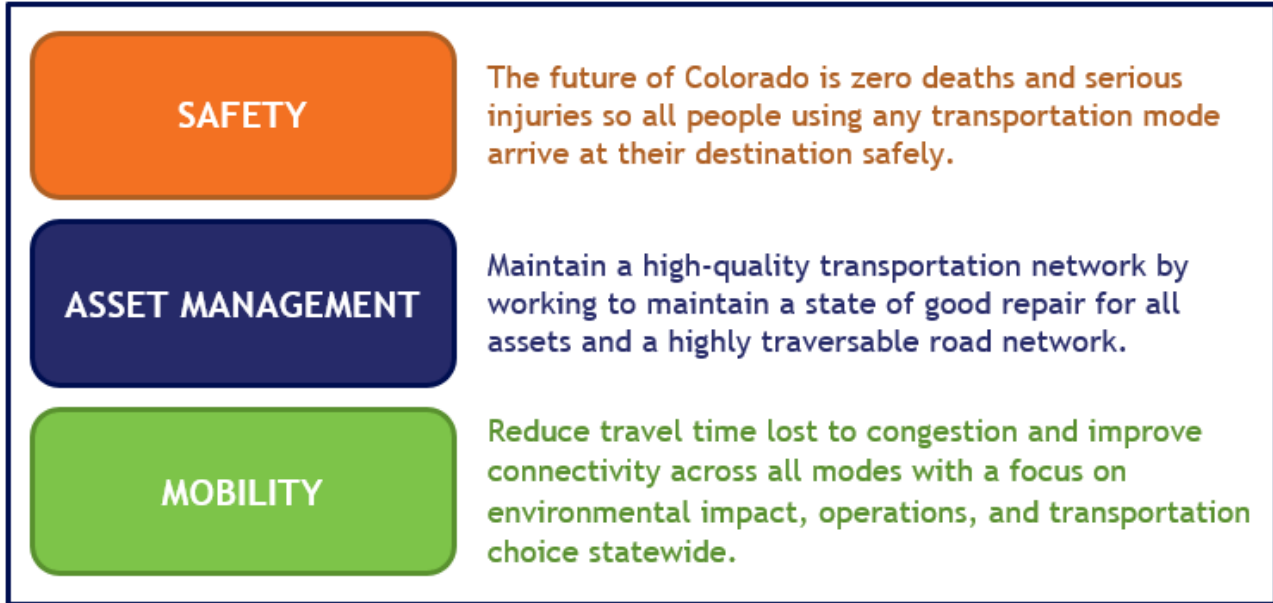 SAFETY
The future of Colorado is zero deaths and serious
injuries so all people using any transportation mode
arrive at their destination safely.
ASSET MANAGEMENT
Maintain a high-quality transportation network by
working to maintain a state of good repair for all
assets and a highly traversable road network.
MOBILITY
Reduce travel time lost to congestion and improve
connectivity across all modes with a focus on
environmental impact, operations, and transportation
choice statewide.